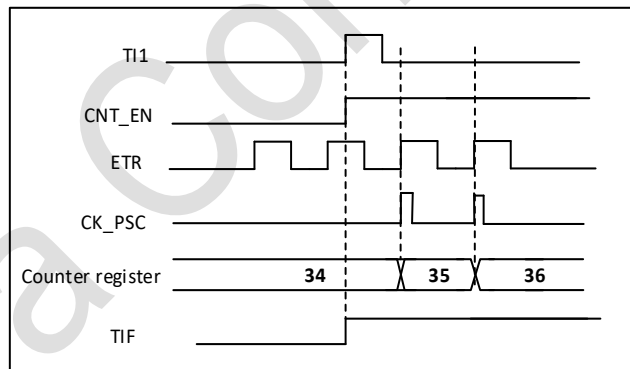 TI1
CNT_EN
ETR
CK_PSC
Counter register 34 35 36
TIF